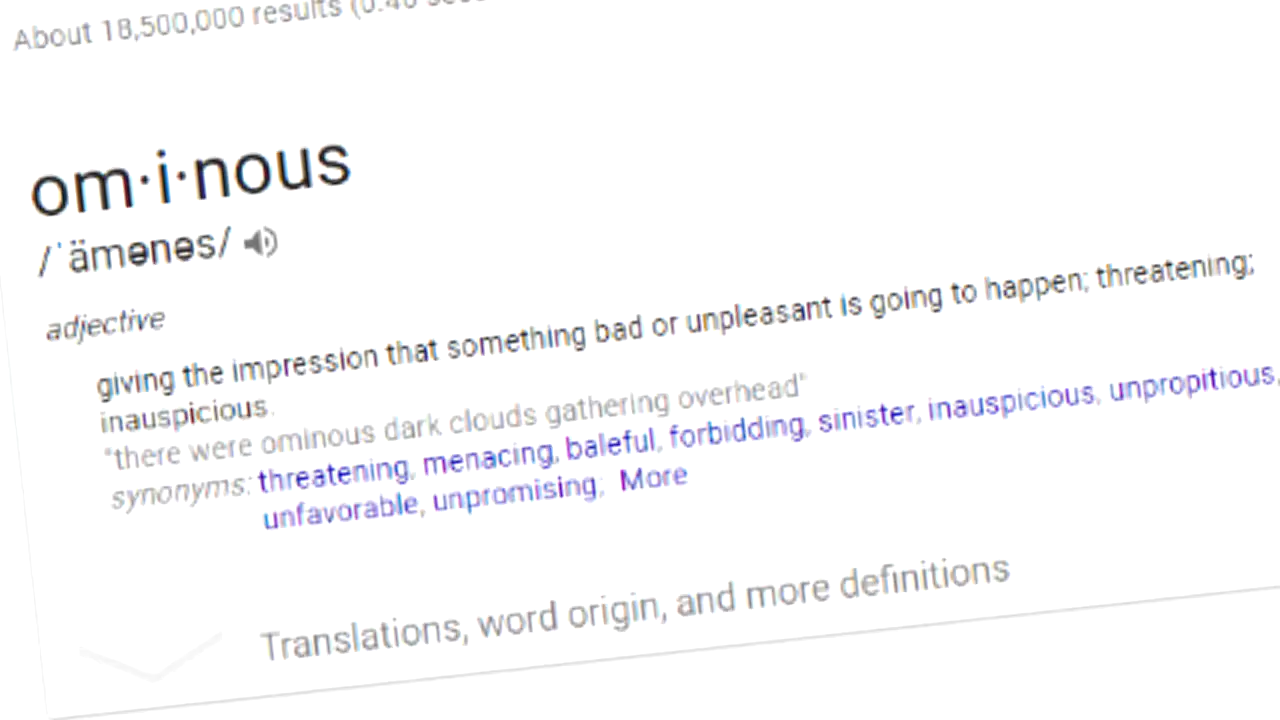 About 18,500,000 results
om·i·nous
/ˈämənəs/
adjective
giving the impression that something bad or unpleasant is going to happen; threatening;
inauspicious.
"there were ominous dark clouds gathering overhead"
synonyms: threatening, menacing, baleful, forbidding, sinister, inauspicious, unpropitious,
unfavorable, unpromising; More
Translations, word origin, and more definitions